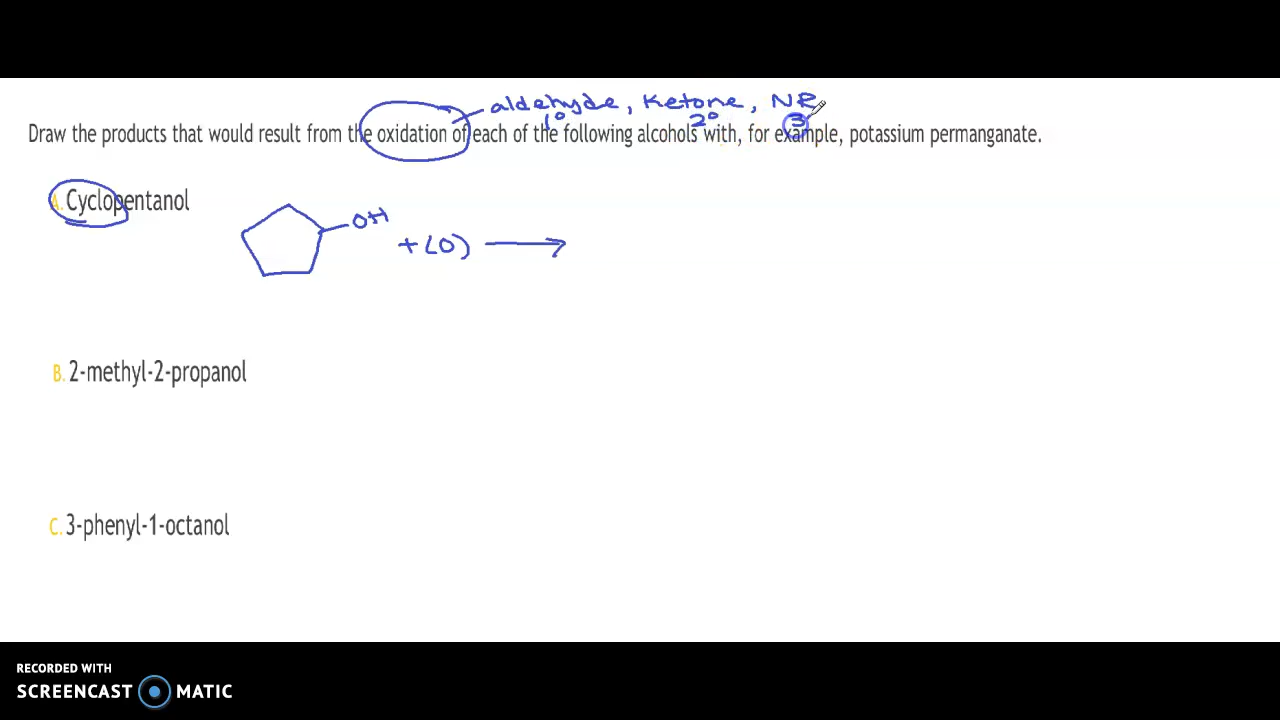 aldehyde, Ketone, NR
1° 2° 3
Draw the products that would result from the oxidation of each of the following alcohols with, for example, potassium permanganate.
A. Cyclopentanol
OH
+ (O) →
B. 2-methyl-2-propanol
C. 3-phenyl-1-octanol
RECORDED WITH
SCREENCAST MATIC